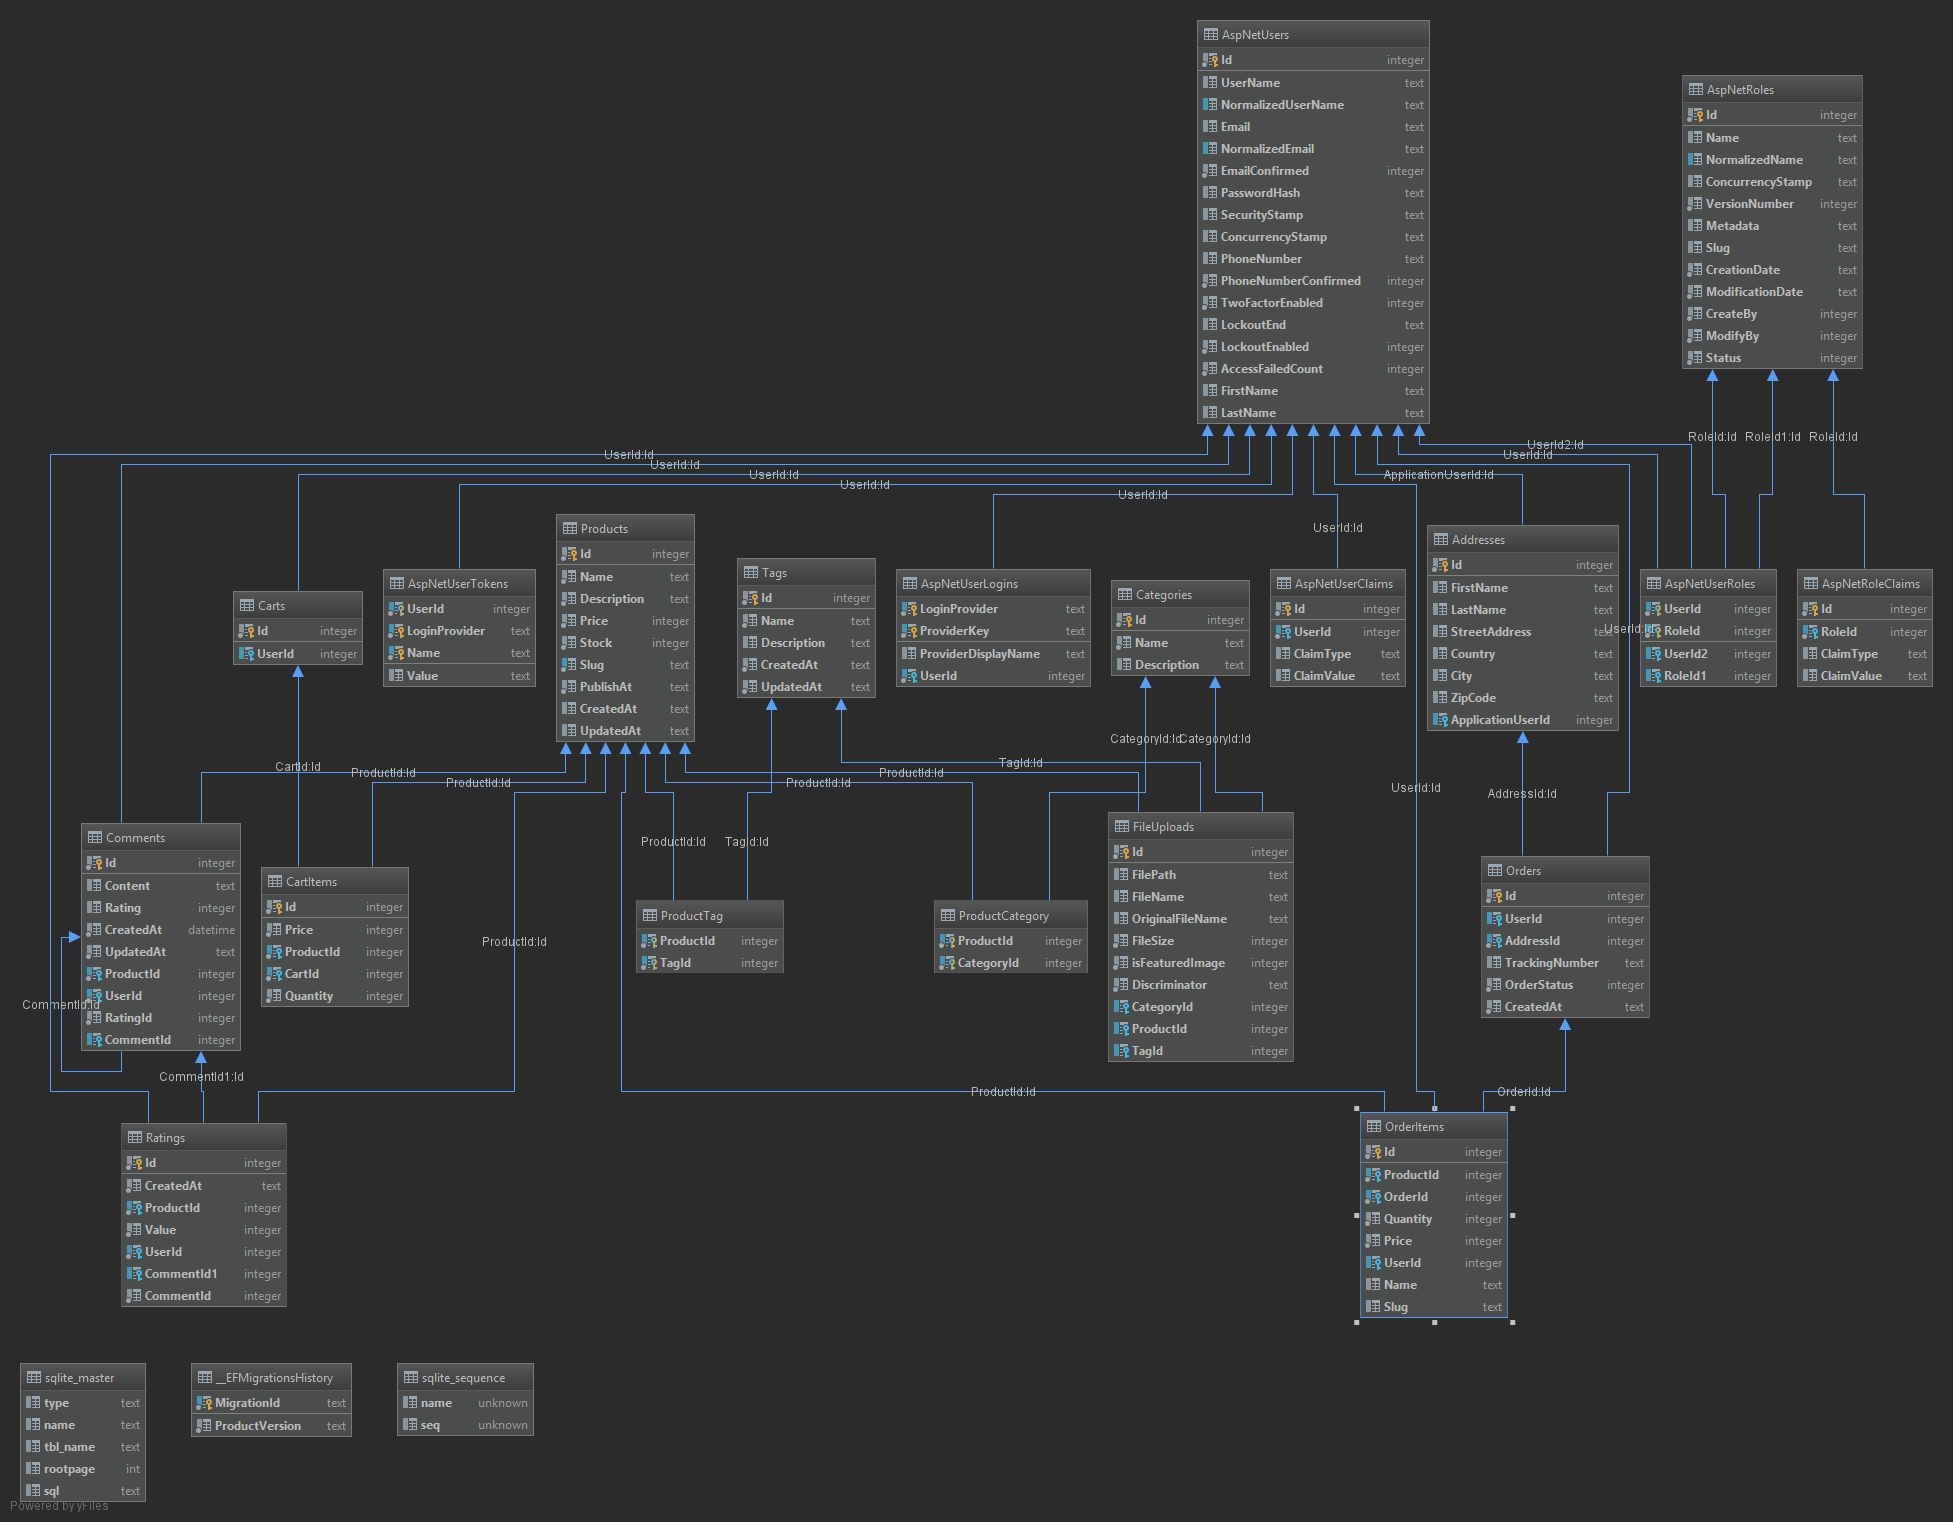 AspNetUsers
Id integer
UserName text
NormalizedUserName text
Email text
NormalizedEmail text
EmailConfirmed integer
PasswordHash text
SecurityStamp text
ConcurrencyStamp text
PhoneNumber text
PhoneNumberConfirmed integer
TwoFactorEnabled integer
LockoutEnd text
LockoutEnabled integer
AccessFailedCount integer
FirstName text
LastName text
AspNetRoles
Id integer
Name text
NormalizedName text
ConcurrencyStamp text
VersionNumber integer
Metadata text
Slug text
CreationDate text
ModificationDate text
CreateBy integer
ModifyBy integer
Status integer
UserId:Id
UserId:Id
UserId:Id
UserId:Id
UserId:Id
UserId:Id
ApplicationUserId:Id
UserId2:Id
UserId:Id
RoleId:Id
RoleId1:Id
RoleId:Id
Carts
Id integer
UserId integer
AspNetUserTokens
UserId integer
LoginProvider text
Name text
Value text
Products
Id integer
Name text
Description text
Price integer
Stock integer
Slug text
PublishAt text
CreatedAt text
UpdatedAt text
Tags
Id integer
Name text
Description text
CreatedAt text
UpdatedAt text
AspNetUserLogins
LoginProvider text
ProviderKey text
ProviderDisplayName text
UserId integer
Categories
Id integer
Name text
Description text
AspNetUserClaims
Id integer
UserId integer
ClaimType text
ClaimValue text
Addresses
Id integer
FirstName text
LastName text
StreetAddress text
Country text
City text
ZipCode text
ApplicationUserId integer
UserId:Id
AspNetUserRoles
UserId integer
RoleId integer
UserId2 integer
RoleId1 integer
AspNetRoleClaims
Id integer
RoleId integer
ClaimType text
ClaimValue text
CartId:Id
ProductId:Id
ProductId:Id
ProductId:Id
TagId:Id
ProductId:Id
ProductId:Id
TagId:Id
CategoryId:Id
CategoryId:Id
UserId:Id
AddressId:Id
ProductId:Id
Comments
Id integer
Content text
Rating integer
CreatedAt datetime
UpdatedAt text
ProductId integer
UserId integer
RatingId integer
CommentId integer
CommentId:Id
CommentId1:Id
CartItems
Id integer
Price integer
ProductId integer
CartId integer
Quantity integer
ProductTag
ProductId integer
TagId integer
ProductCategory
ProductId integer
CategoryId integer
FileUploads
Id integer
FilePath text
FileName text
OriginalFileName text
FileSize integer
isFeaturedImage integer
Discriminator text
CategoryId integer
ProductId integer
TagId integer
Orders
Id integer
UserId integer
AddressId integer
TrackingNumber text
OrderStatus integer
CreatedAt text
ProductId:Id
OrderId:Id
Ratings
Id integer
CreatedAt text
ProductId integer
Value integer
UserId integer
CommentId1 integer
CommentId integer
OrderItems
Id integer
ProductId integer
OrderId integer
Quantity integer
Price integer
UserId integer
Name text
Slug text
sqlite_master
type text
name text
tbl_name text
rootpage int
sql text
__EFMigrationsHistory
MigrationId text
ProductVersion text
sqlite_sequence
name unknown
seq unknown
Powered by yFiles